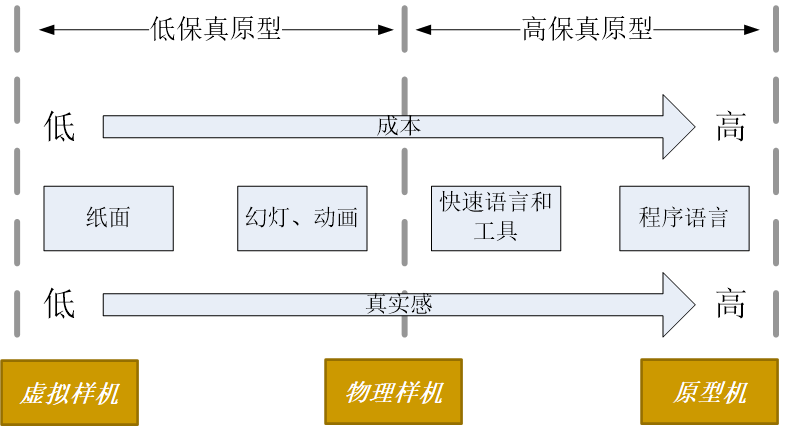 低保真原型
高保真原型
低
成本
高
纸面
幻灯、动画
快速语言和
工具
程序语言
低
真实感
高
虚拟样机
物理样机
原型机